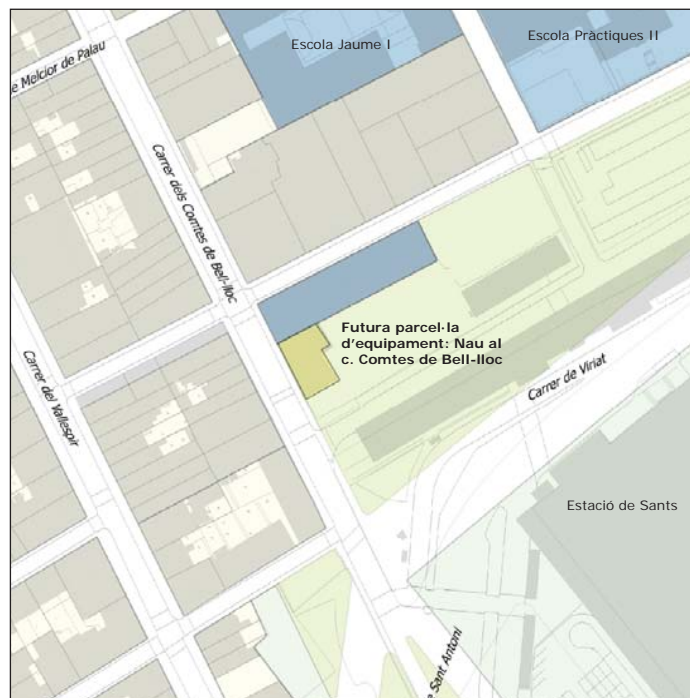 Escola Jaume I
Escola Pràctiques II
e Melcior de Palau
Carrer dels Comtes de Bell-lloc
Futura parcel·la
d'equipament: Nau al
c. Comtes de Bell-lloc
Carrer de Viriat
Carrer del Vallespir
Estació de Sants
e Sant Antoni